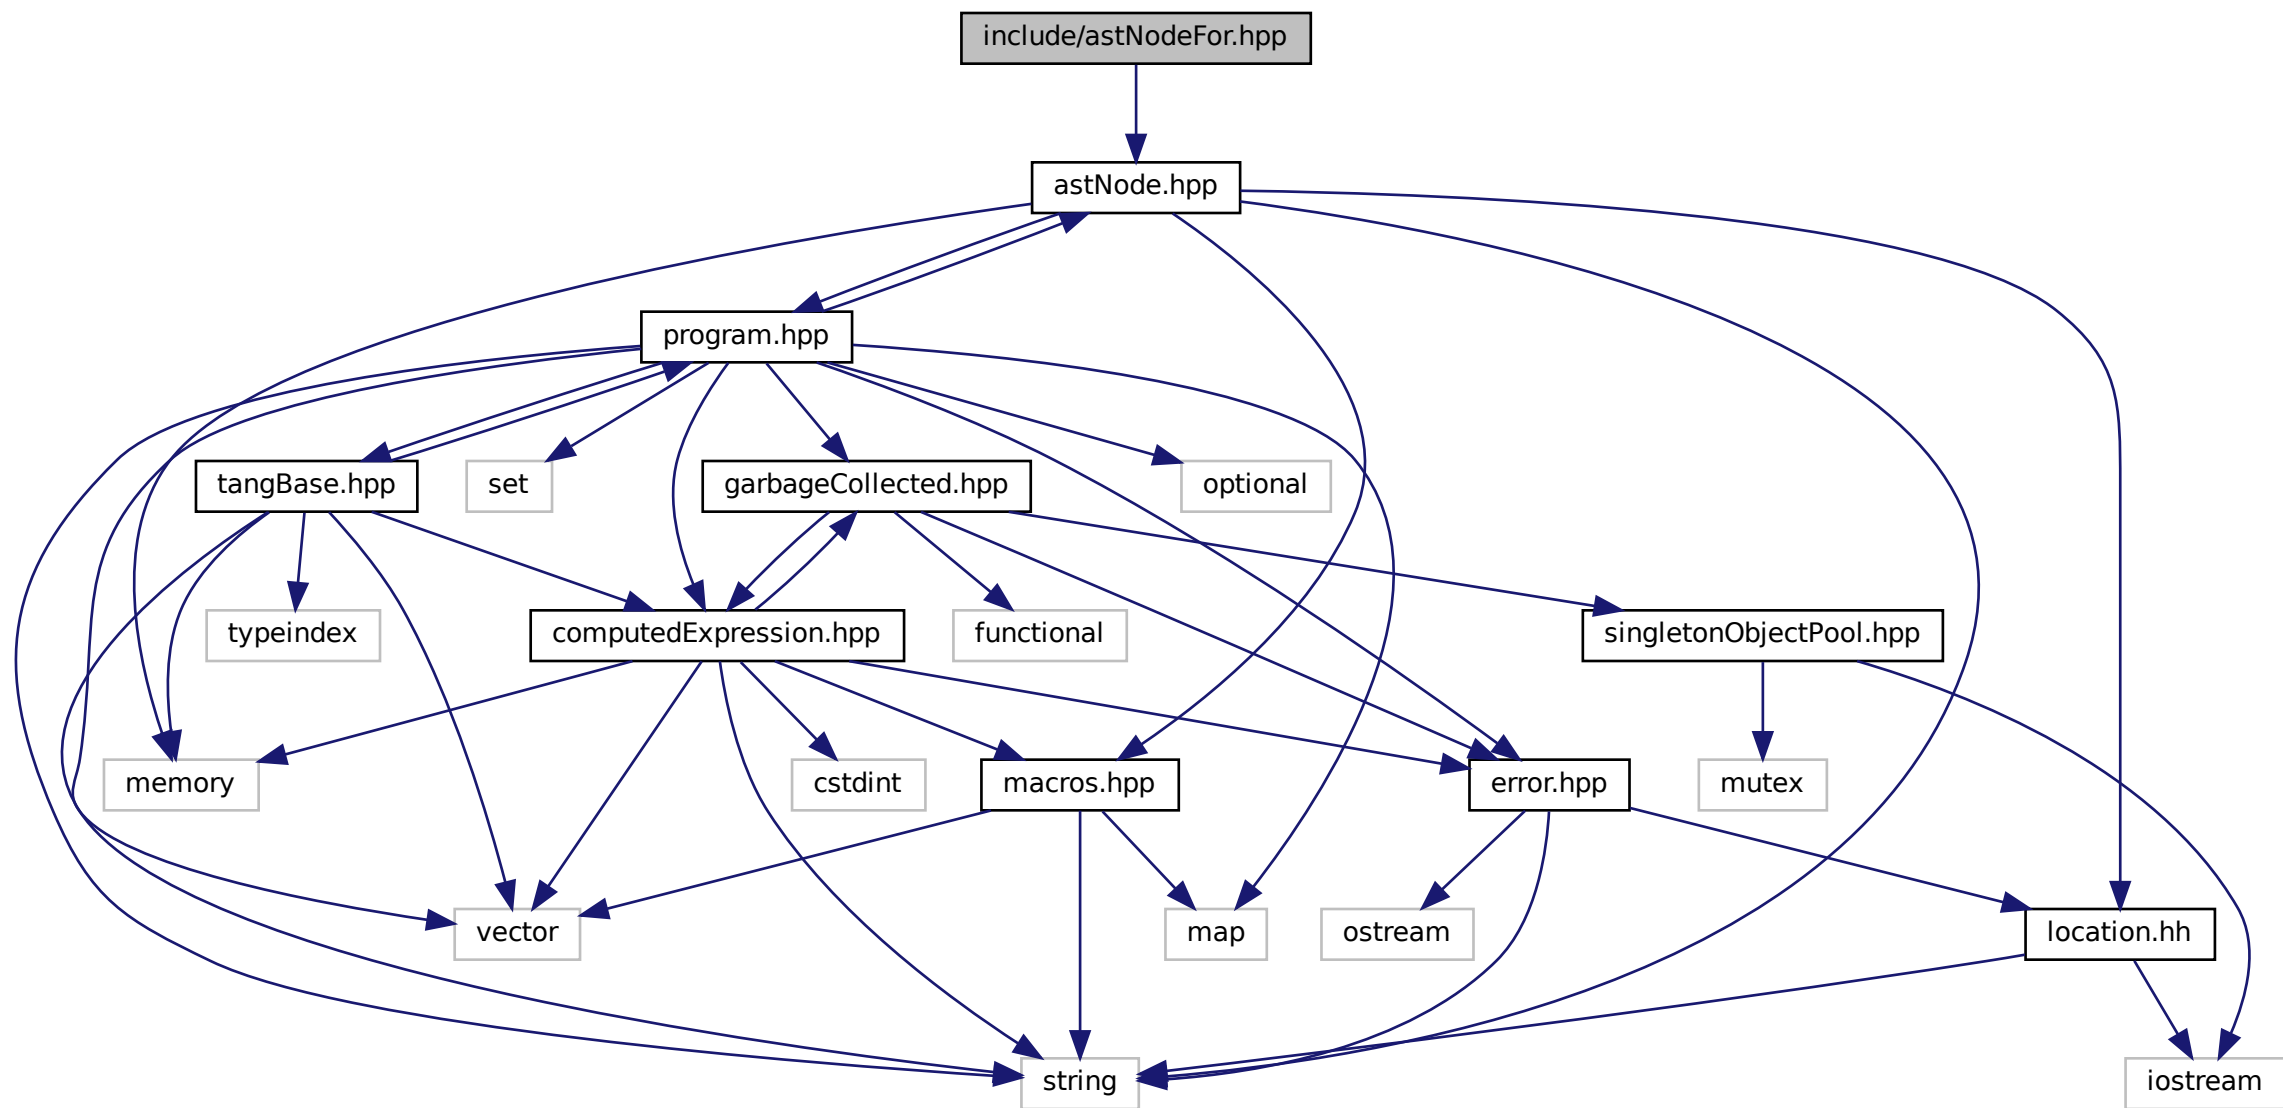 include/astNodeFor.hpp
astNode.hpp
program.hpp
tangBase.hpp
set
garbageCollected.hpp
optional
typeindex
computedExpression.hpp
functional
singletonObjectPool.hpp
memory
cstdint
macros.hpp
error.hpp
mutex
vector
map
ostream
location.hh
string
iostream